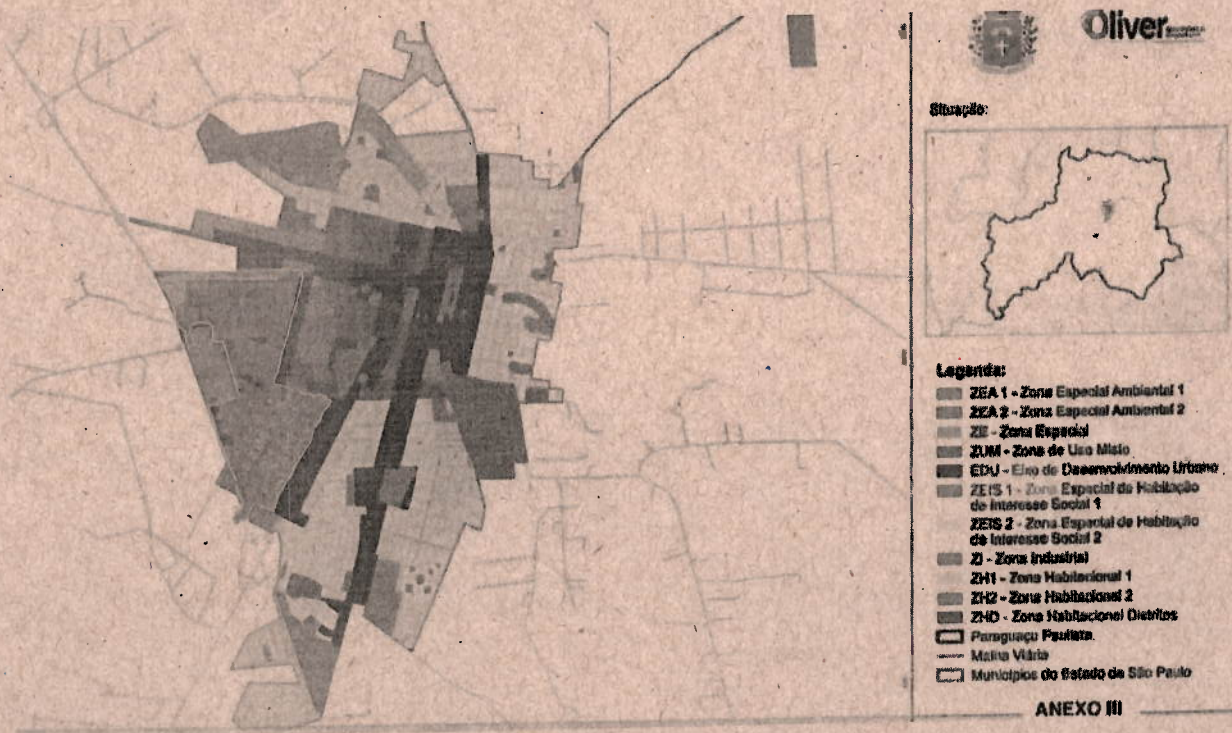 Oliver
Situação:
Legenda:
ZEA 1 - Zona Especial Ambiental 1
ZEA 2 - Zona Especial Ambiental 2
ZE - Zona Especial
ZUM - Zona de Uso Misto
EDU - Eixo de Desenvolvimento Urbano
ZEIS 1 - Zona Especial de Habitação
de Interesse Social 1
ZEIS 2 - Zona Especial de Habitação
de Interesse Social 2
ZI - Zona Industrial
ZH1 - Zona Habitacional 1
ZH2 - Zona Habitacional 2
ZHD - Zona Habitacional Distritos
Paraguaçu Paulista
Malha Viária
Municípios do Estado de São Paulo
ANEXO III